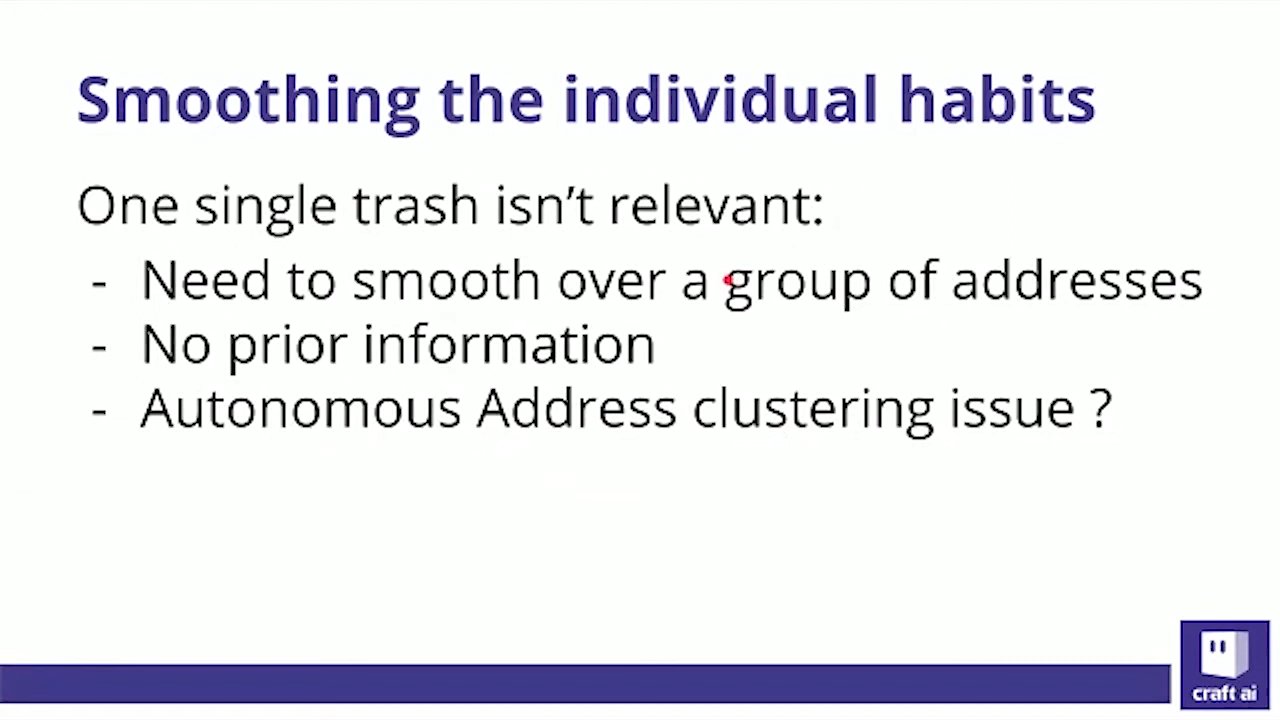 Smoothing the individual habits
One single trash isn't relevant:
- Need to smooth over a group of addresses
- No prior information
- Autonomous Address clustering issue ?
craft ai